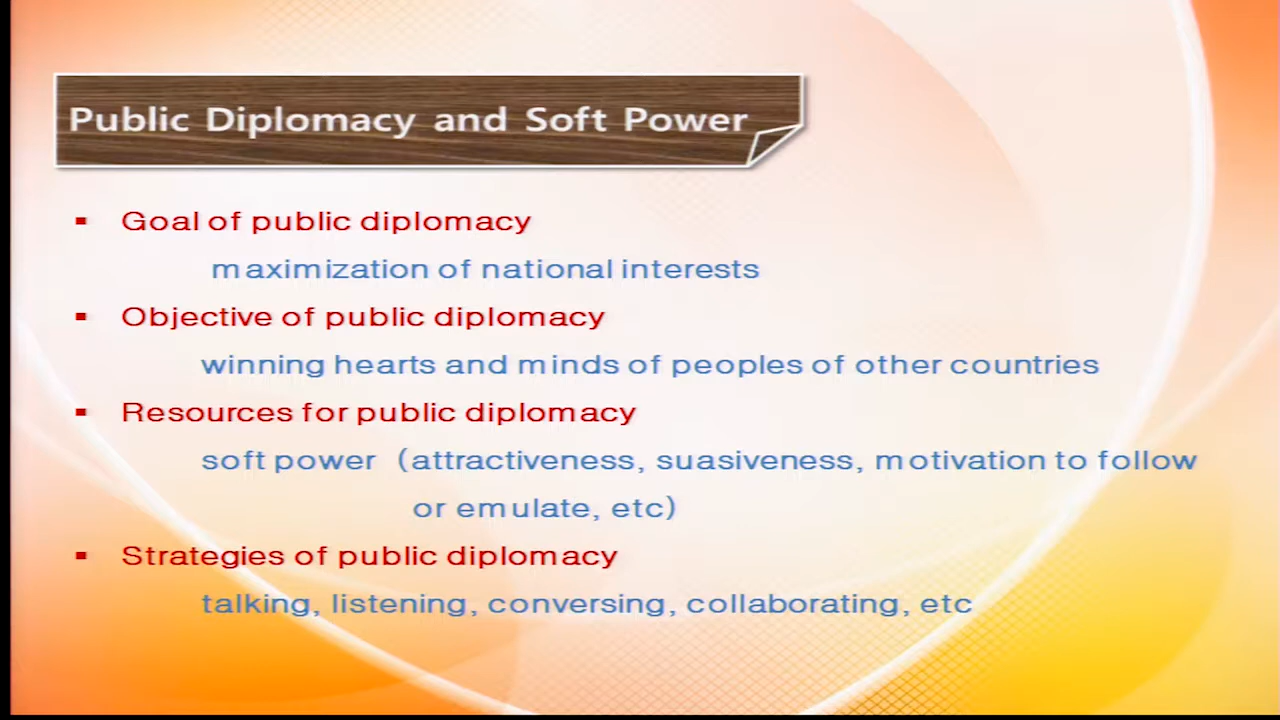 Public Diplomacy and Soft Power
▪ Goal of public diplomacy
maximization of national interests
▪ Objective of public diplomacy
winning hearts and minds of peoples of other countries
▪ Resources for public diplomacy
soft power (attractiveness, suasiveness, motivation to follow
or emulate, etc)
▪ Strategies of public diplomacy
talking, listening, conversing, collaborating, etc